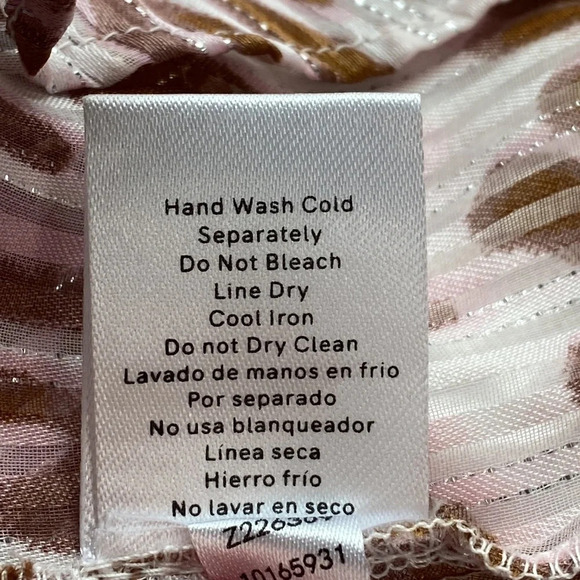 Hand Wash Cold
Separately
Do Not Bleach
Line Dry
Cool Iron
Do not Dry Clean
Lavado de manos en frio
Por separado
No usa blanqueador
Línea seca
Hierro frío
No lavar en seco
10165931